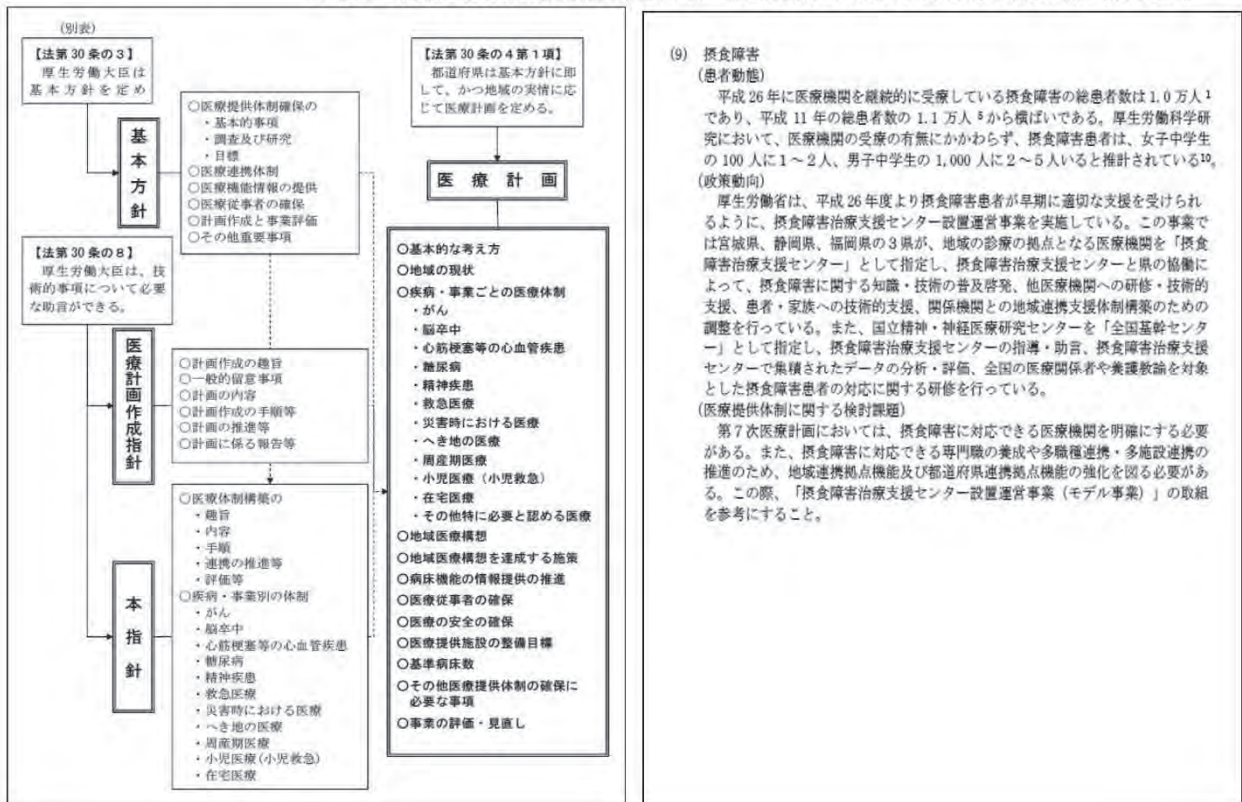 (別表)
【法第30条の3】
厚生労働大臣は
基本方針を定め
基本方針
○医療提供体制確保の
・基本的事項
・調査及び研究
・目標
○医療連携体制
○医療機能情報の提供
○医療従事者の確保
○計画作成と事業評価
○その他重要事項
【法第30条の8】
厚生労働大臣は、技
術的事項について必要
な助言ができる。
医療計画作成指針
○計画作成の趣旨
○一般的留意事項
○計画の内容
○計画作成の手順等
○計画の推進等
○計画に係る報告等
本指針
○医療体制構築の
・趣旨
・内容
・手順
・連携の推進等
・評価等
○疾病・事業別の体制
・がん
・脳卒中
・心筋梗塞等の心血管疾患
・糖尿病
・精神疾患
・救急医療
・災害時における医療
・へき地の医療
・周産期医療
・小児医療(小児救急)
・在宅医療
【法第30条の4第1項】
都道府県は基本方針に即
して、かつ地域の実情に応
じて医療計画を定める。
医療計画
○基本的な考え方
○地域の現状
○疾病・事業ごとの医療体制
・がん
・脳卒中
・心筋梗塞等の心血管疾患
・糖尿病
・精神疾患
・救急医療
・災害時における医療
・へき地の医療
・周産期医療
・小児医療(小児救急)
・在宅医療
・その他特に必要と認める医療
○地域医療構想
○地域医療構想を達成する施策
○病床機能の情報提供の推進
○医療従事者の確保
○医療の安全の確保
○医療提供施設の整備目標
○基準病床数
○その他医療提供体制の確保に
必要な事項
○事業の評価・見直し
(9) 摂食障害
(患者動態)
平成26年に医療機関を継続的に受療している摂食障害の総患者数は1.0万人¹
であり、平成11年の総患者数の1.1万人⁵から横ばいである。厚生労働科学研
究において、医療機関の受療の有無にかかわらず、摂食障害患者は、女子中学生
の100人に1～2人、男子中学生の1,000人に2～5人いると推計されている¹⁰。
(政策動向)
厚生労働省は、平成26年度より摂食障害患者が早期に適切な支援を受けられ
るように、摂食障害治療支援センター設置運営事業を実施している。この事業で
は宮城県、静岡県、福岡県の3県が、地域の診療の拠点となる医療機関を「摂食
障害治療支援センター」として指定し、摂食障害治療支援センターと県の協働に
よって、摂食障害に関する知識・技術の普及啓発、他医療機関への研修・技術的
支援、患者・家族への技術的支援、関係機関との地域連携支援体制構築のための
調整を行っている。また、国立精神・神経医療研究センターを「全国基幹センタ
ー」として指定し、摂食障害治療支援センターの指導・助言、摂食障害治療支援
センターで集積されたデータの分析・評価、全国の医療関係者や養護教諭を対象
とした摂食障害患者の対応に関する研修を行っている。
(医療提供体制に関する検討課題)
第7次医療計画においては、摂食障害に対応できる医療機関を明確にする必要
がある。また、摂食障害に対応できる専門職の養成や多職種連携・多施設連携の
推進のため、地域連携拠点機能及び都道府県連携拠点機能の強化を図る必要があ
る。この際、「摂食障害治療支援センター設置運営事業(モデル事業)」の取組
を参考にすること。